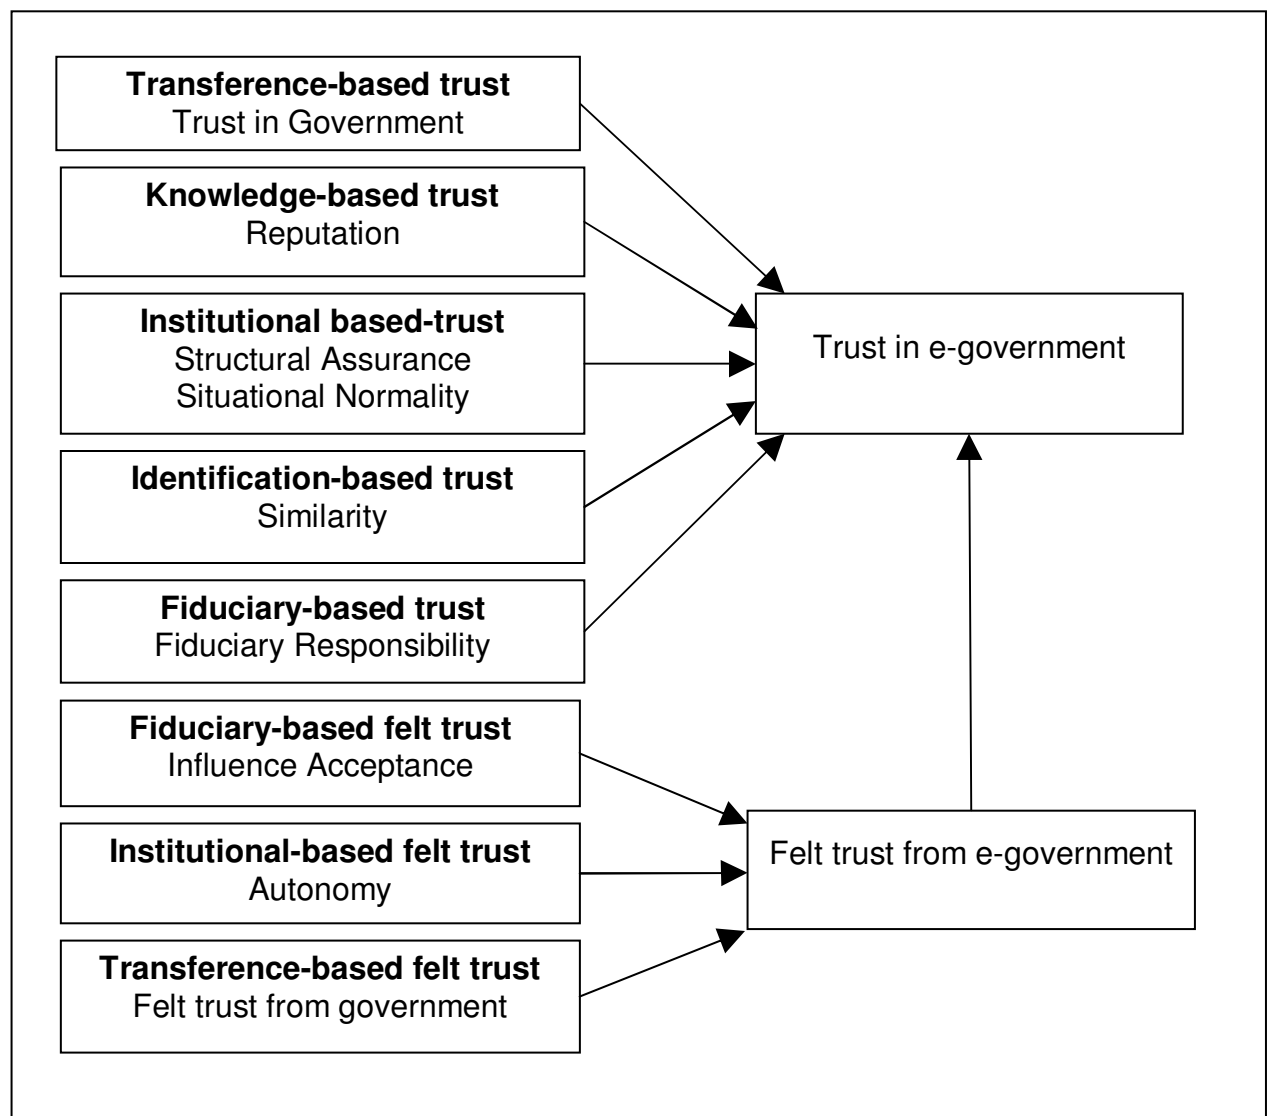 Transference-based trust
Trust in Government
Knowledge-based trust
Reputation
Institutional based-trust
Structural Assurance
Situational Normality
Identification-based trust
Similarity
Fiduciary-based trust
Fiduciary Responsibility
Fiduciary-based felt trust
Influence Acceptance
Institutional-based felt trust
Autonomy
Transference-based felt trust
Felt trust from government
Trust in e-government
Felt trust from e-government